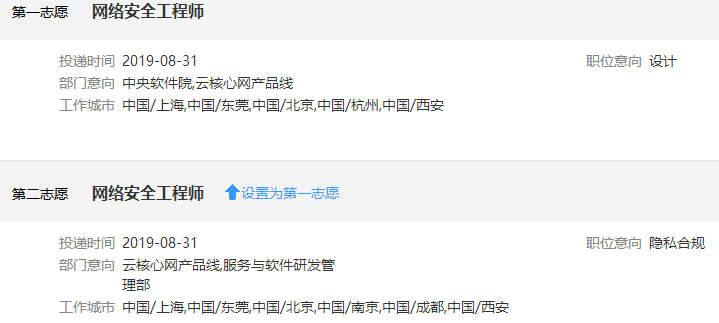 第一志愿 网络安全工程师
投递时间 2019-08-31 职位意向 设计
部门意向 中央软件院,云核心网产品线
工作城市 中国/上海,中国/东莞,中国/北京,中国/杭州,中国/西安
第二志愿 网络安全工程师 设置为第一志愿
投递时间 2019-08-31 职位意向 隐私合规
部门意向 云核心网产品线,服务与软件研发管
理部
工作城市 中国/上海,中国/东莞,中国/北京,中国/南京,中国/成都,中国/西安